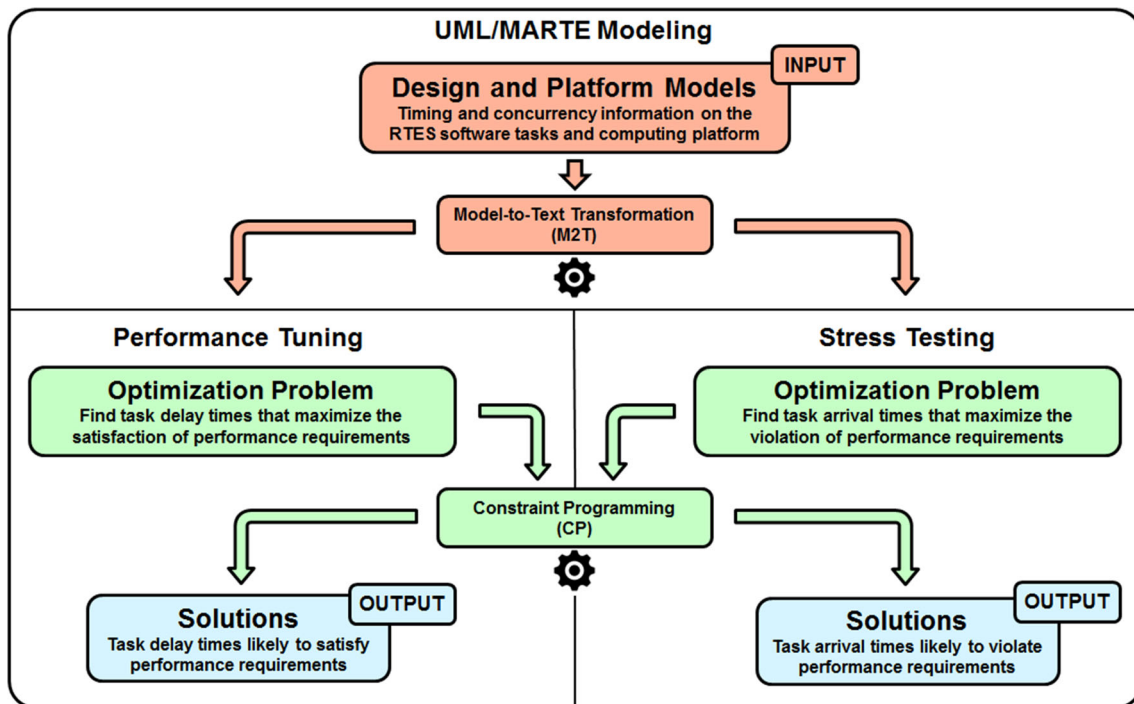 UML/MARTE Modeling
INPUT
Design and Platform Models
Timing and concurrency information on the
RTES software tasks and computing platform
Model-to-Text Transformation
(M2T)
Performance Tuning
Optimization Problem
Find task delay times that maximize the
satisfaction of performance requirements
Stress Testing
Optimization Problem
Find task arrival times that maximize the
violation of performance requirements
Constraint Programming
(CP)
OUTPUT
Solutions
Task delay times likely to satisfy
performance requirements
OUTPUT
Solutions
Task arrival times likely to violate
performance requirements